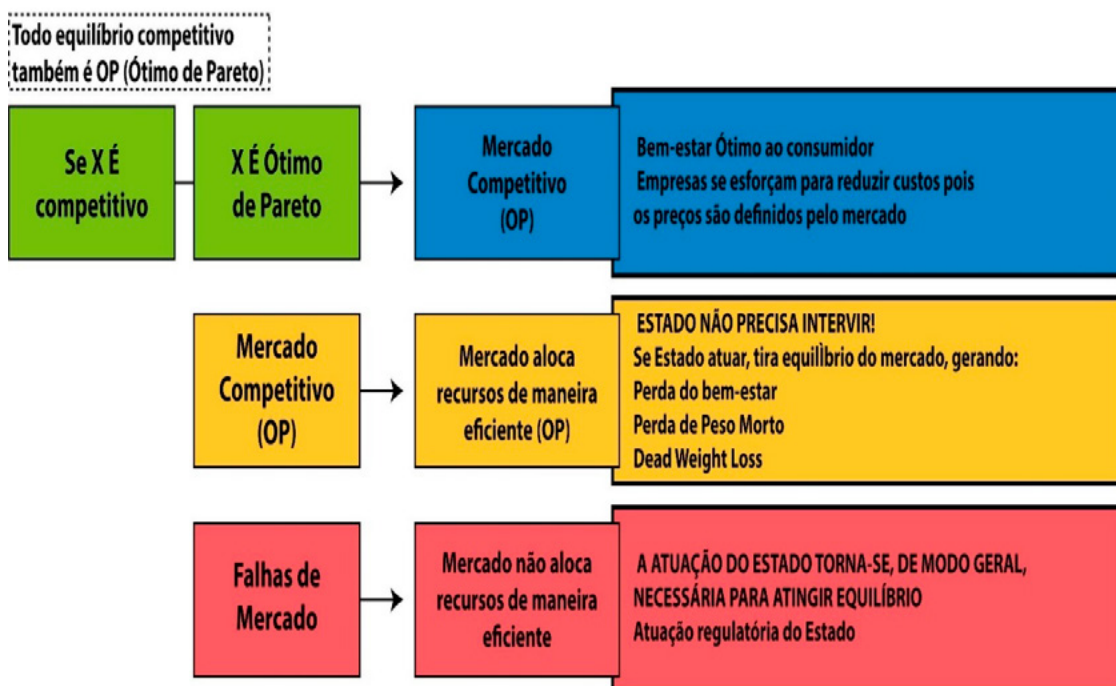 Todo equilíbrio competitivo
também é OP (Ótimo de Pareto)
Se X É
competitivo
X É Ótimo
de Pareto
Mercado
Competitivo
(OP)
Bem-estar Ótimo ao consumidor
Empresas se esforçam para reduzir custos pois
os preços são definidos pelo mercado
Mercado
Competitivo
(OP)
Mercado aloca
recursos de maneira
eficiente (OP)
ESTADO NÃO PRECISA INTERVIR!
Se Estado atuar, tira equilÌbrio do mercado, gerando:
Perda do bem-estar
Perda de Peso Morto
Dead Weight Loss
Falhas de
Mercado
Mercado não aloca
recursos de maneira
eficiente
A ATUAÇÃO DO ESTADO TORNA-SE, DE MODO GERAL,
NECESSÁRIA PARA ATINGIR EQUILÍBRIO
Atuação regulatória do Estado